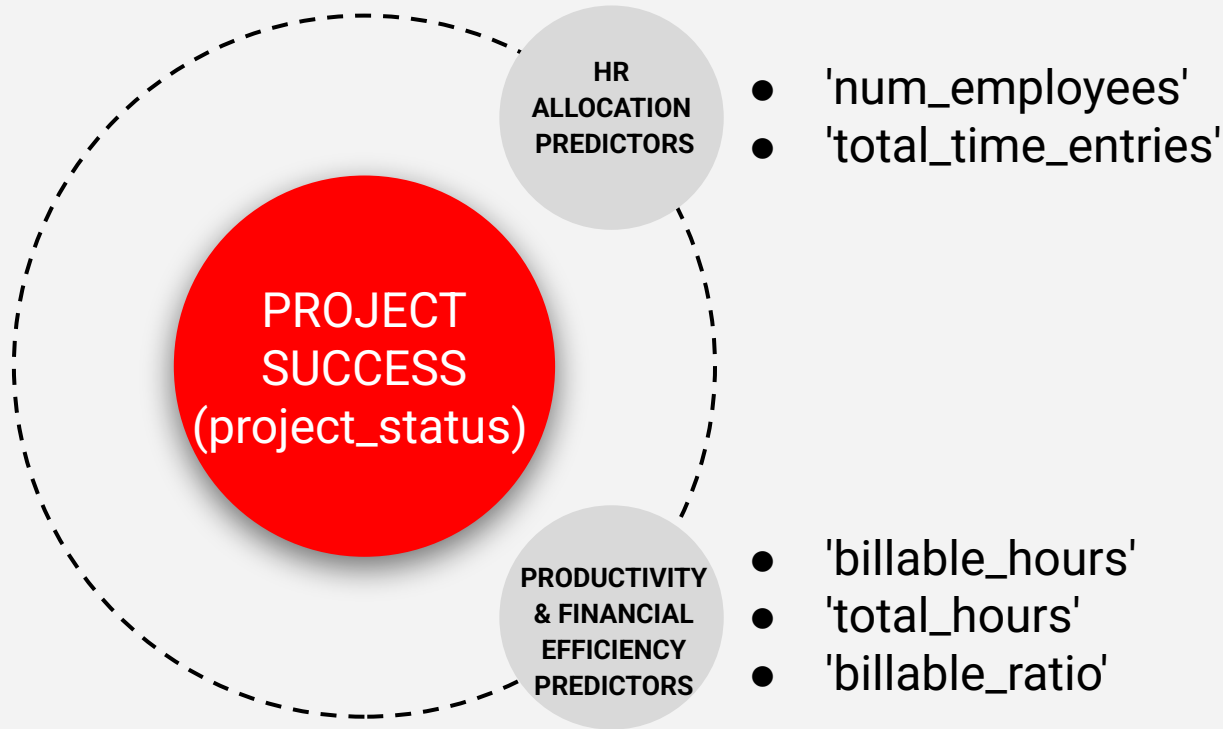 HR
ALLOCATION
PREDICTORS
● 'num_employees'
● 'total_time_entries'
PROJECT
SUCCESS
(project_status)
PRODUCTIVITY
& FINANCIAL
EFFICIENCY
PREDICTORS
● 'billable_hours'
● 'total_hours'
● 'billable_ratio'